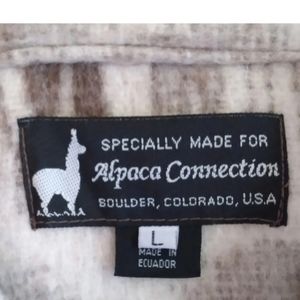 SPECIALLY MADE FOR
Alpaca Connection
BOULDER, COLORADO, U.S.A
L
MADE IN
ECUADOR